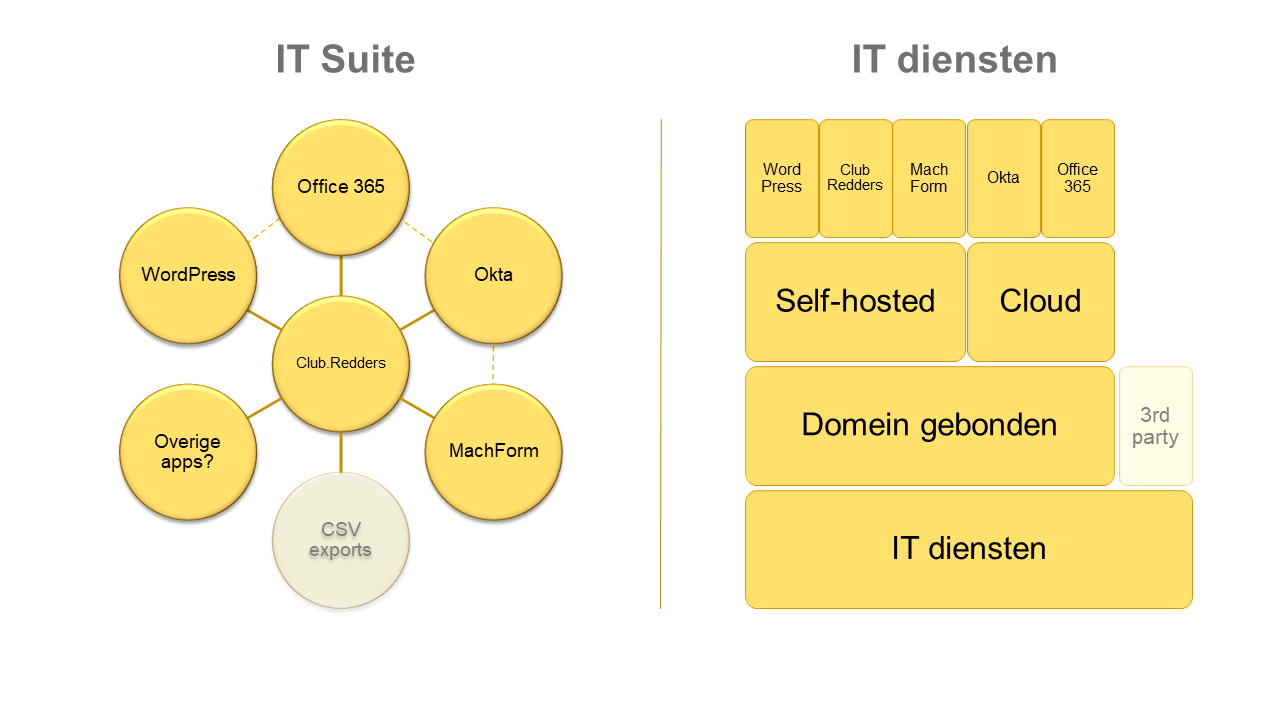 IT Suite
Office 365
WordPress
Okta
Club.Redders
Overige
apps?
MachForm
CSV
exports
IT diensten
Word
Press
Club
Redders
Mach
Form
Okta
Office
365
Self-hosted
Cloud
Domein gebonden
3rd
party
IT diensten